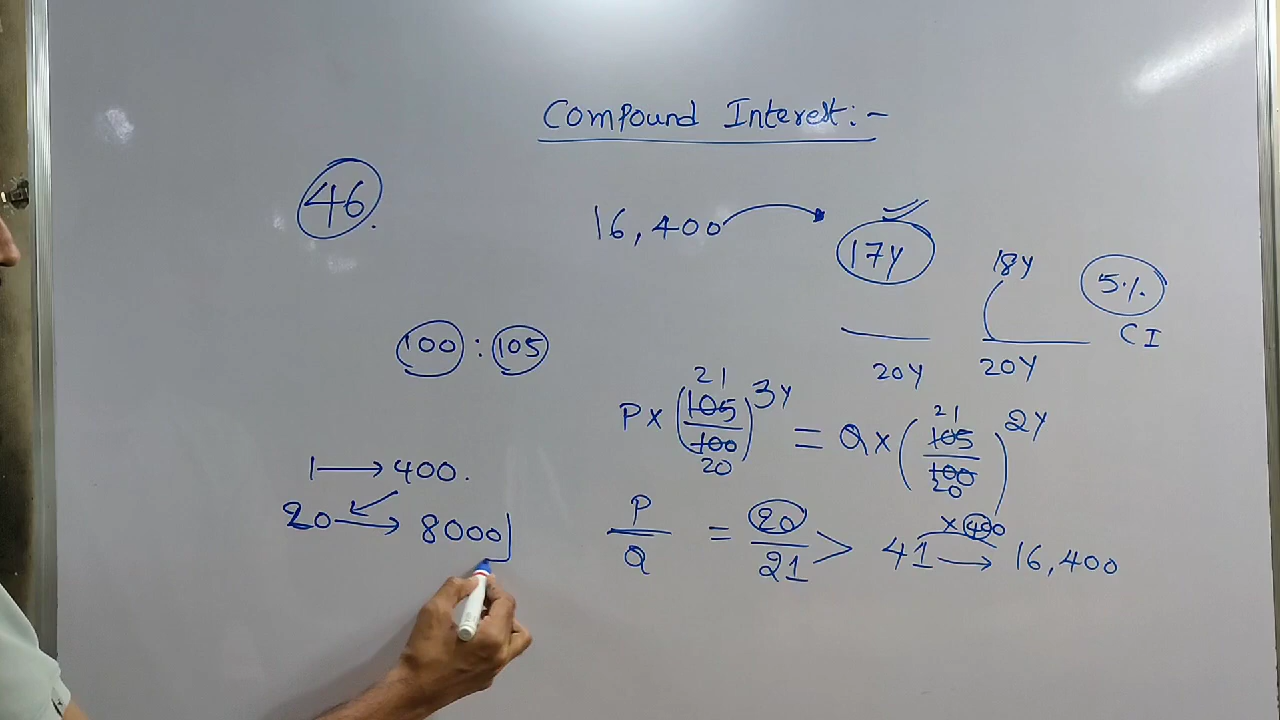 Compound Interest:-
46.
16,400
17Y
18Y
5%
CI
20Y
20Y
100 : 105
P x (105/100)^3Y = Q x (105/100)^2Y
21
20
21
20
1 → 400.
20 → 8000
P/Q = 20/21 > 41 → 16,400
x 400